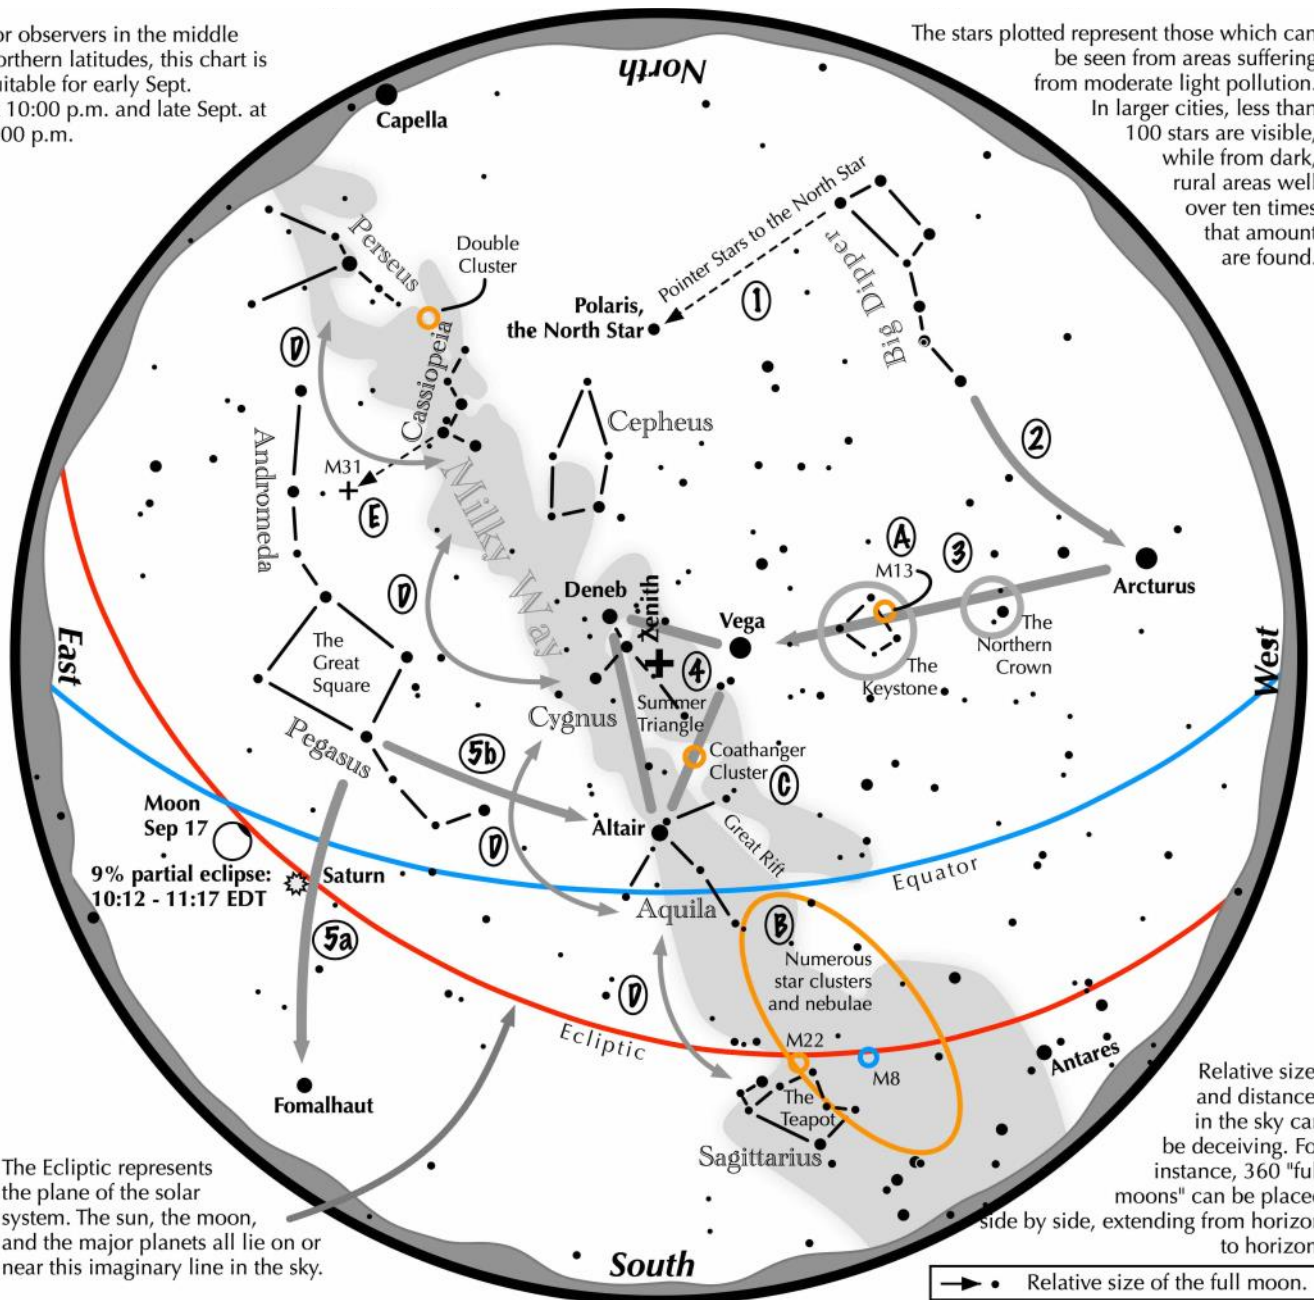 or observers in the middle
orthern latitudes, this chart is
itable for early Sept.
10:00 p.m. and late Sept. at
00 p.m.
The stars plotted represent those which can
be seen from areas suffering
from moderate light pollution.
In larger cities, less than
100 stars are visible,
while from dark,
rural areas well
over ten times
that amount
are found.
North
Capella
Perseus
Double
Cluster
Pointer Stars to the North Star
1
Big Dipper
Polaris,
the North Star
D
Cassiopeia
Cepheus
2
Andromeda
M31
E
Milky Way
A
3
M13
Arcturus
D
Deneb
Zenith
Vega
The
Northern
Crown
The
Keystone
East
West
The
Great
Square
4
Summer
Triangle
Cygnus
Pegasus
5b
Coathanger
Cluster
C
Moon
Sep 17
Altair
D
Great Rift
9% partial eclipse:
10:12 - 11:17 EDT
Saturn
Equator
Aquila
5a
B
Numerous
star clusters
and nebulae
D
Ecliptic
M22
M8
Antares
Fomalhaut
The
Teapot
Sagittarius
The Ecliptic represents
the plane of the solar
system. The sun, the moon,
and the major planets all lie on or
near this imaginary line in the sky.
Relative size
and distance
in the sky can
be deceiving. Fo
instance, 360 "ful
moons" can be place
side by side, extending from horizo
to horizon
South
Relative size of the full moon.